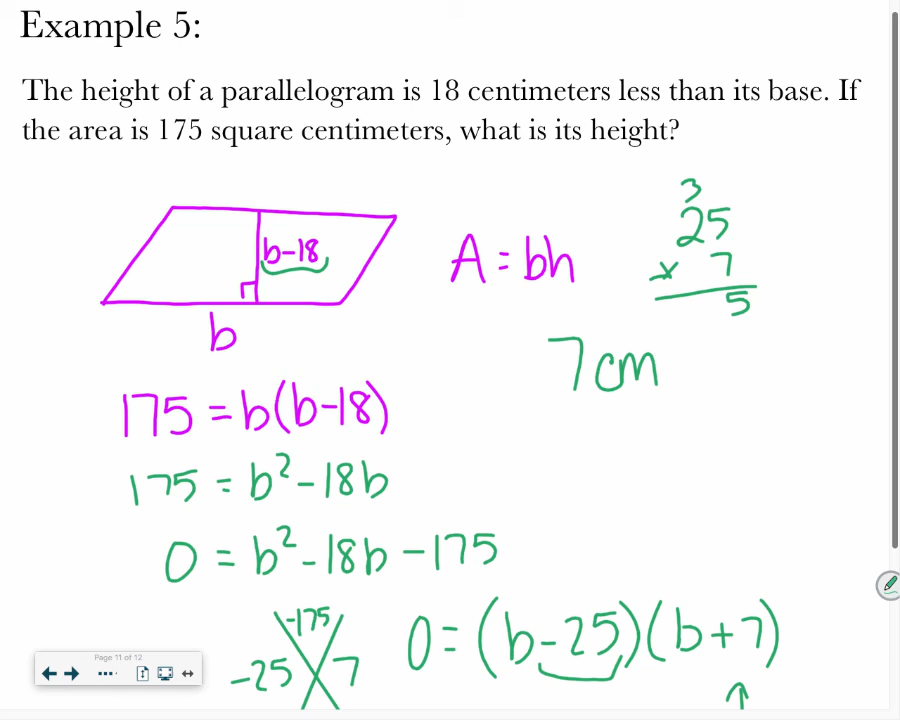 Example 5:
The height of a parallelogram is 18 centimeters less than its base. If
the area is 175 square centimeters, what is its height?
b-18
b
A = bh
3
25
x 7
5
7 cm
175 = b(b-18)
175 = b² - 18b
0 = b² - 18b - 175
-175
-25 7
0 = (b-25)(b+7)
Page 11 of 12